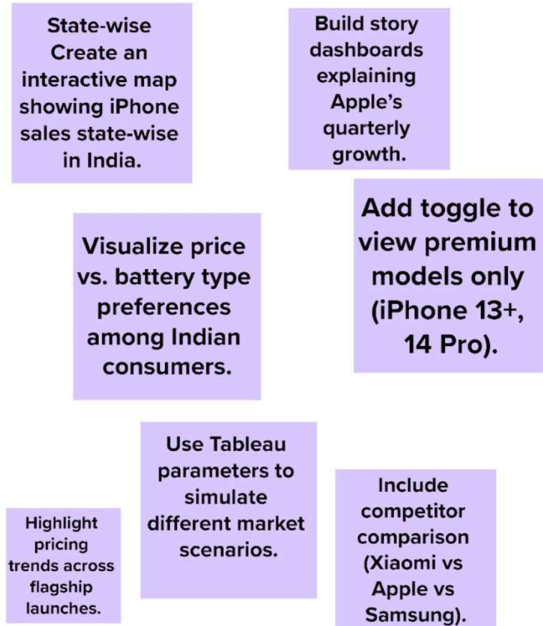 State-wise
Create an
interactive map
showing iPhone
sales state-wise
in India.
Build story
dashboards
explaining
Apple's
quarterly
growth.
Visualize price
vs. battery type
preferences
among Indian
consumers.
Add toggle to
view premium
models only
(iPhone 13+,
14 Pro).
Use Tableau
parameters to
simulate
different market
scenarios.
Include
competitor
comparison
(Xiaomi vs
Apple vs
Samsung).
Highlight
pricing
trends across
flagship
launches.